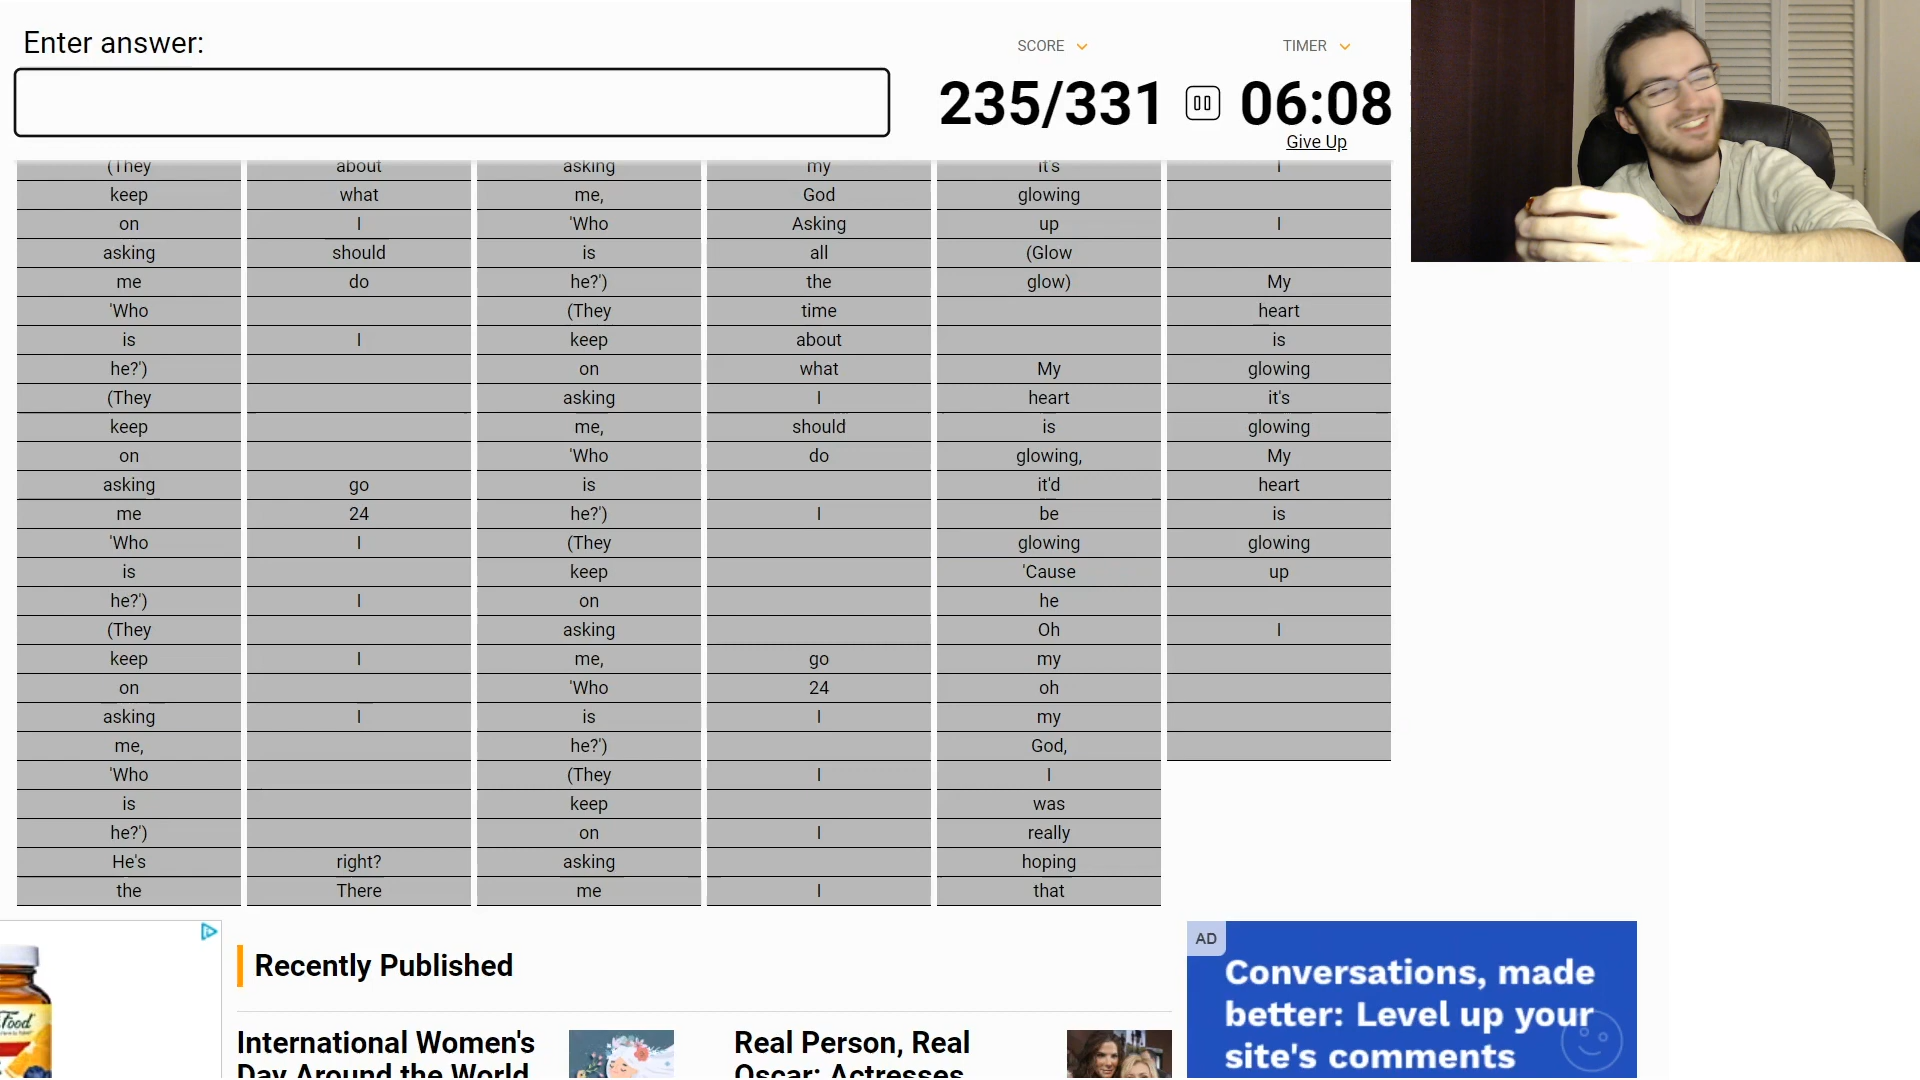 Enter answer:
SCORE
TIMER
235/331
06:08
Give Up
(They about asking my it's I
keep what me, God glowing
on I 'Who Asking up I
asking should is all (Glow
me do he?') the glow) My
'Who (They time heart
is I keep about is
he?') on what My glowing
(They asking I heart it's
keep me, should is glowing
on 'Who do glowing, My
asking go is it'd heart
me 24 he?') I be is
'Who I (They glowing glowing
is keep 'Cause up
he?') I on he
(They asking Oh I
keep I me, go my
on 'Who 24 oh
asking I is I my
me, he?') God,
'Who (They I I
is keep was
he?') on I really
He's right? asking hoping
the There me I that
Food
Recently Published
International Women's
Day Around the World
Real Person, Real
Oscar: Actresses
AD
Conversations, made
better: Level up your
site's comments